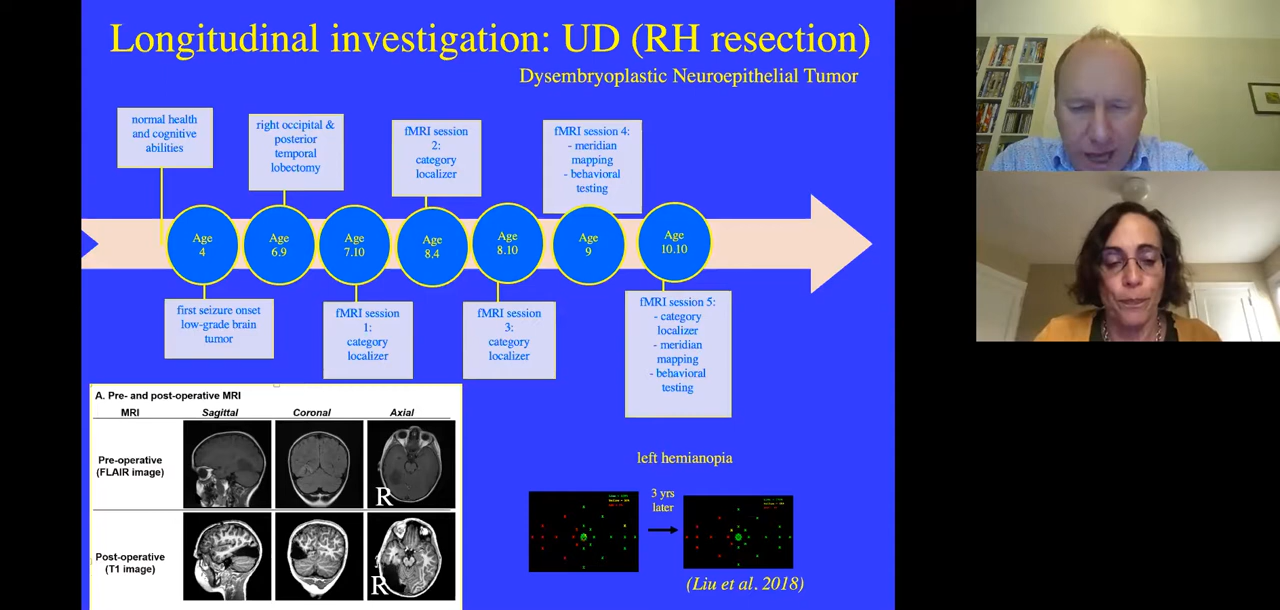 Longitudinal investigation: UD (RH resection)
Dysembryoplastic Neuroepithelial Tumor
normal health
and cognitive
abilities
right occipital &
posterior
temporal
lobectomy
fMRI session
2:
category
localizer
fMRI session 4:
- meridian
mapping
- behavioral
testing
Age
4
Age
6.9
Age
7.10
Age
8.4
Age
8.10
Age
9
Age
10.10
first seizure onset
low-grade brain
tumor
fMRI session
1:
category
localizer
fMRI session
3:
category
localizer
fMRI session 5:
- category
localizer
- meridian
mapping
- behavioral
testing
A. Pre- and post-operative MRI
MRI Sagittal Coronal Axial
Pre-operative
(FLAIR image)
R
Post-operative
(T1 image)
R
left hemianopia
3 yrs
later
(Liu et al. 2018)